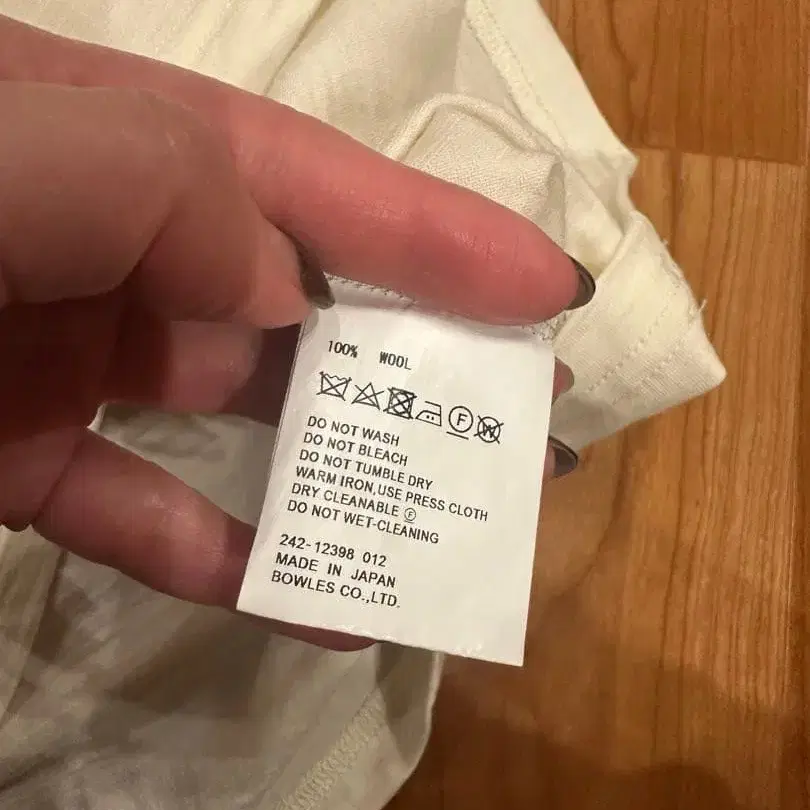 100% WOOL
F W
DO NOT WASH
DO NOT BLEACH
DO NOT TUMBLE DRY
WARM IRON,USE PRESS CLOTH
DRY CLEANABLE Ⓕ
DO NOT WET-CLEANING
242-12398 012
MADE IN JAPAN
BOWLES CO.,LTD.